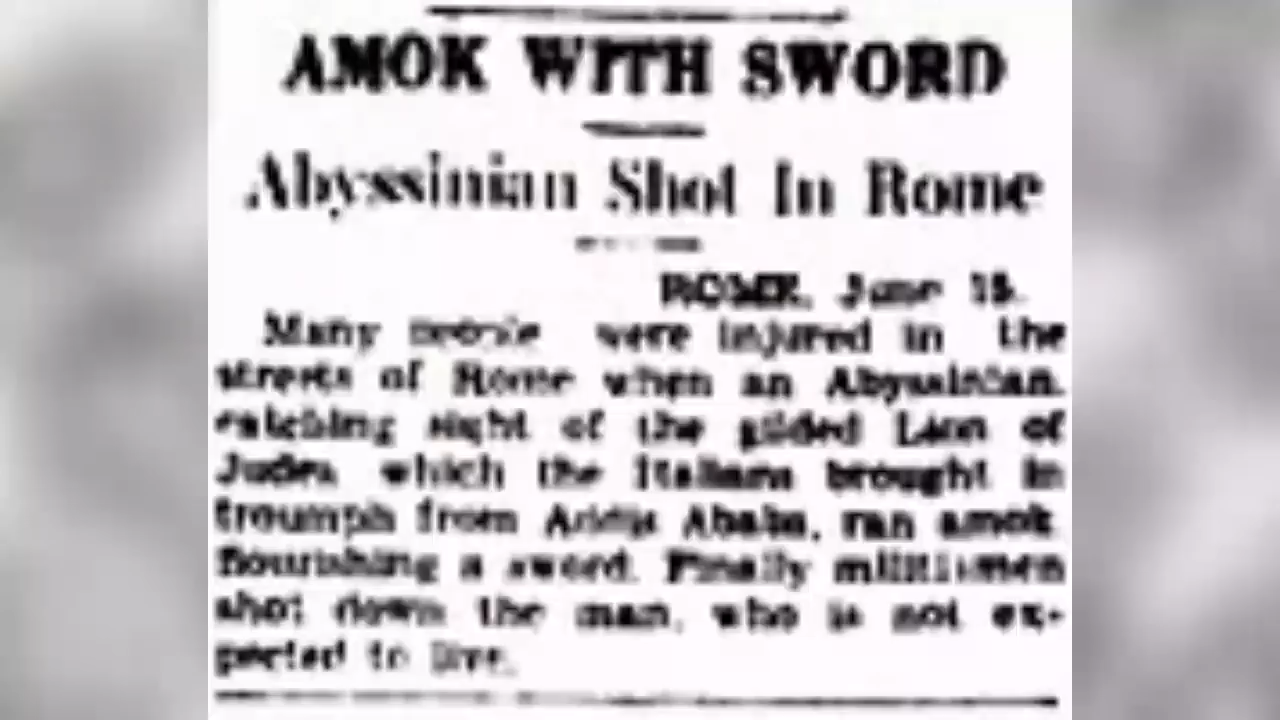 AMOK WITH SWORD
Abyssinian Shot In Rome
ROME, June 15.
Many people were injured in the
streets of Rome when an Abyssinian,
catching sight of the gilded Lion of
Judea which the Italians brought in
troumph from Addis Ababa, ran amok
flourishing a sword. Finally militiamen
shot down the man, who is not ex-
pected to live.